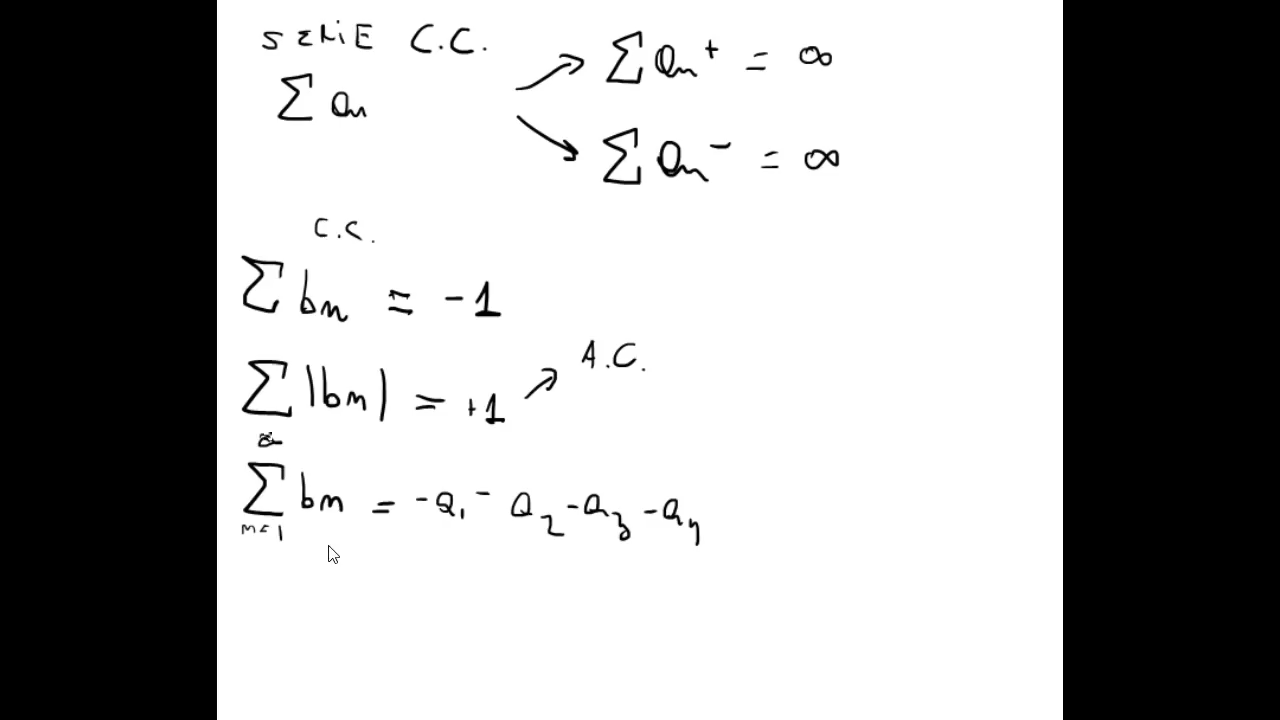 SERIE C.C.
∑ an → ∑ an⁺ = ∞
→ ∑ an⁻ = ∞
C.C.
∑ bn = -1
∑ |bn| = +1 → A.C.
∑ bn = -a₁ - a₂ - a₃ - a₄
n=1